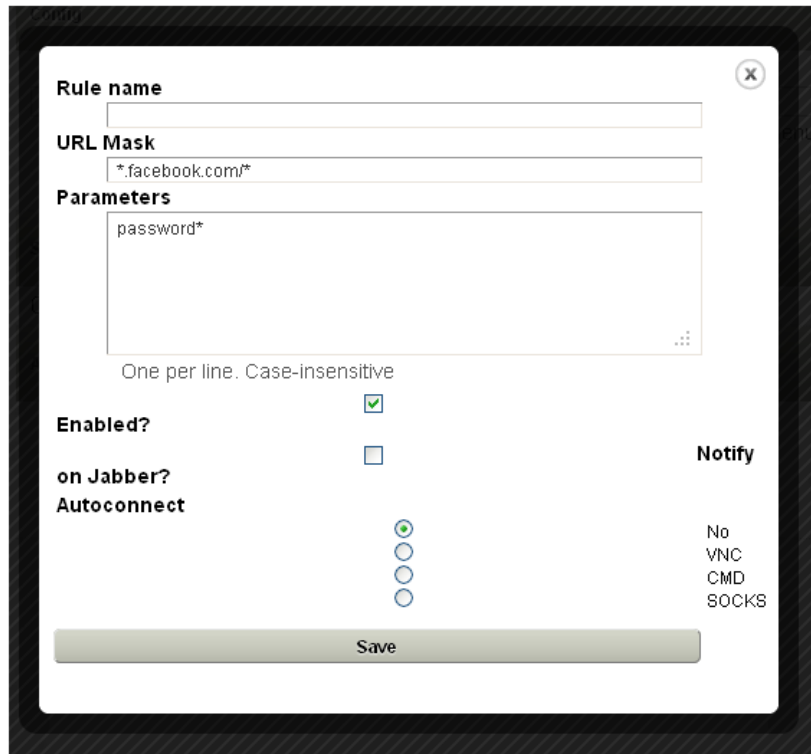 Config
Rule name
URL Mask
*.facebook.com/*
Parameters
password*
One per line. Case-insensitive
Enabled?
Notify
on Jabber?
Autoconnect
No
VNC
CMD
SOCKS
Save